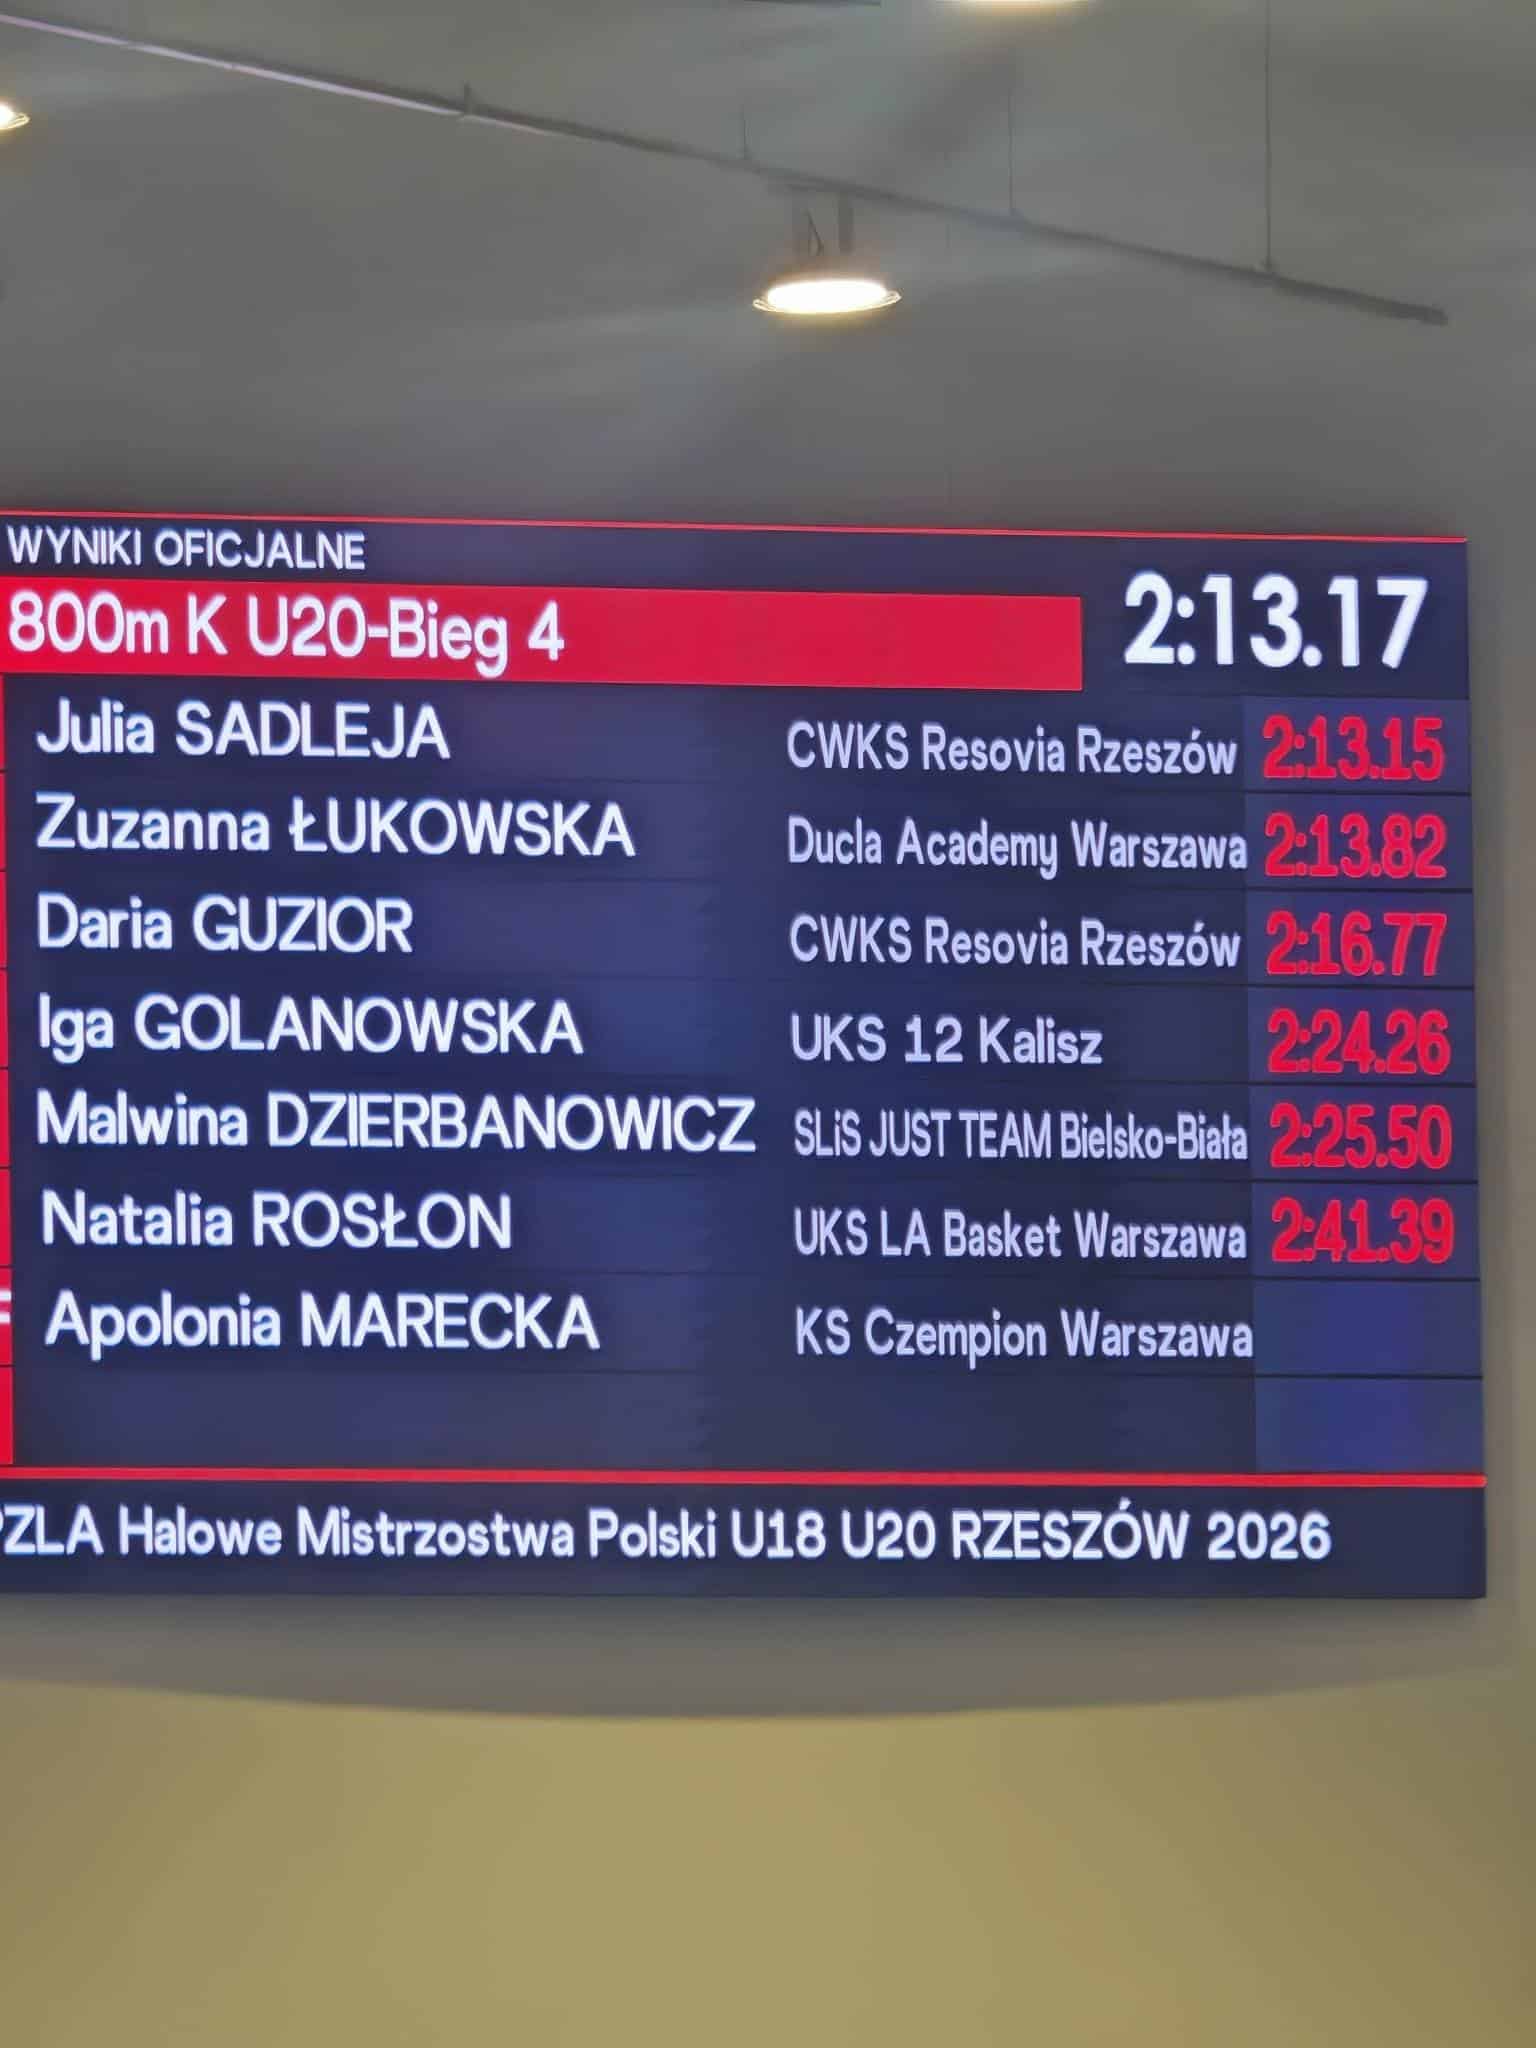 WYNIKI OFICJALNE
800m K U20-Bieg 4 2:13.17
Julia SADLEJA CWKS Resovia Rzeszów 2:13.15
Zuzanna ŁUKOWSKA Ducla Academy Warszawa 2:13.82
Daria GUZIOR CWKS Resovia Rzeszów 2:16.77
Iga GOLANOWSKA UKS 12 Kalisz 2:24.26
Malwina DZIERBANOWICZ SLiS JUST TEAM Bielsko-Biała 2:25.50
Natalia ROSŁON UKS LA Basket Warszawa 2:41.39
Apolonia MARECKA KS Czempion Warszawa
PZLA Halowe Mistrzostwa Polski U18 U20 RZESZÓW 2026